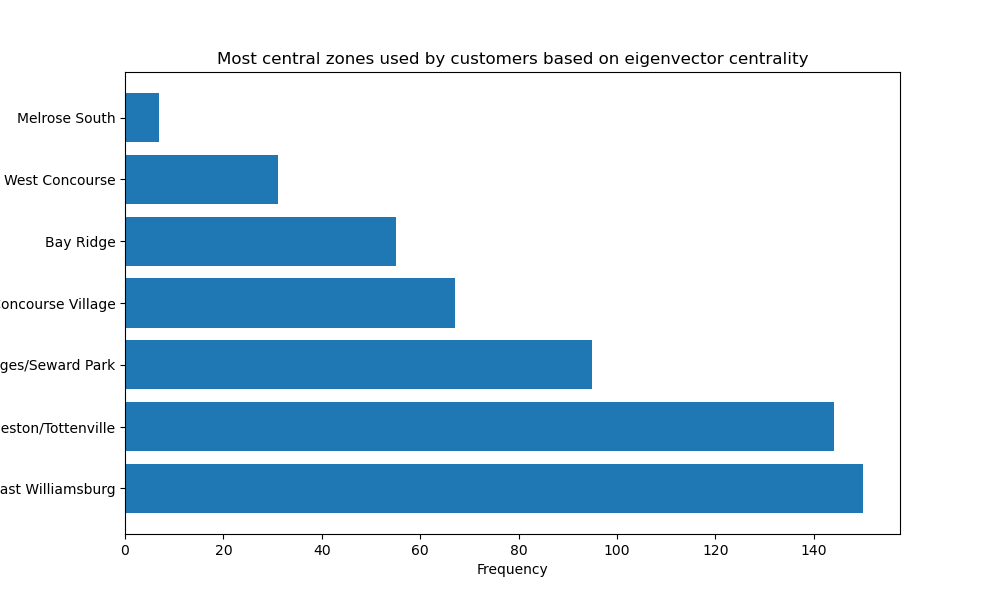 Most central zones used by customers based on eigenvector centrality
Melrose South
West Concourse
Bay Ridge
oncourse Village
ges/Seward Park
eston/Tottenville
ast Williamsburg
0 20 40 60 80 100 120 140
Frequency